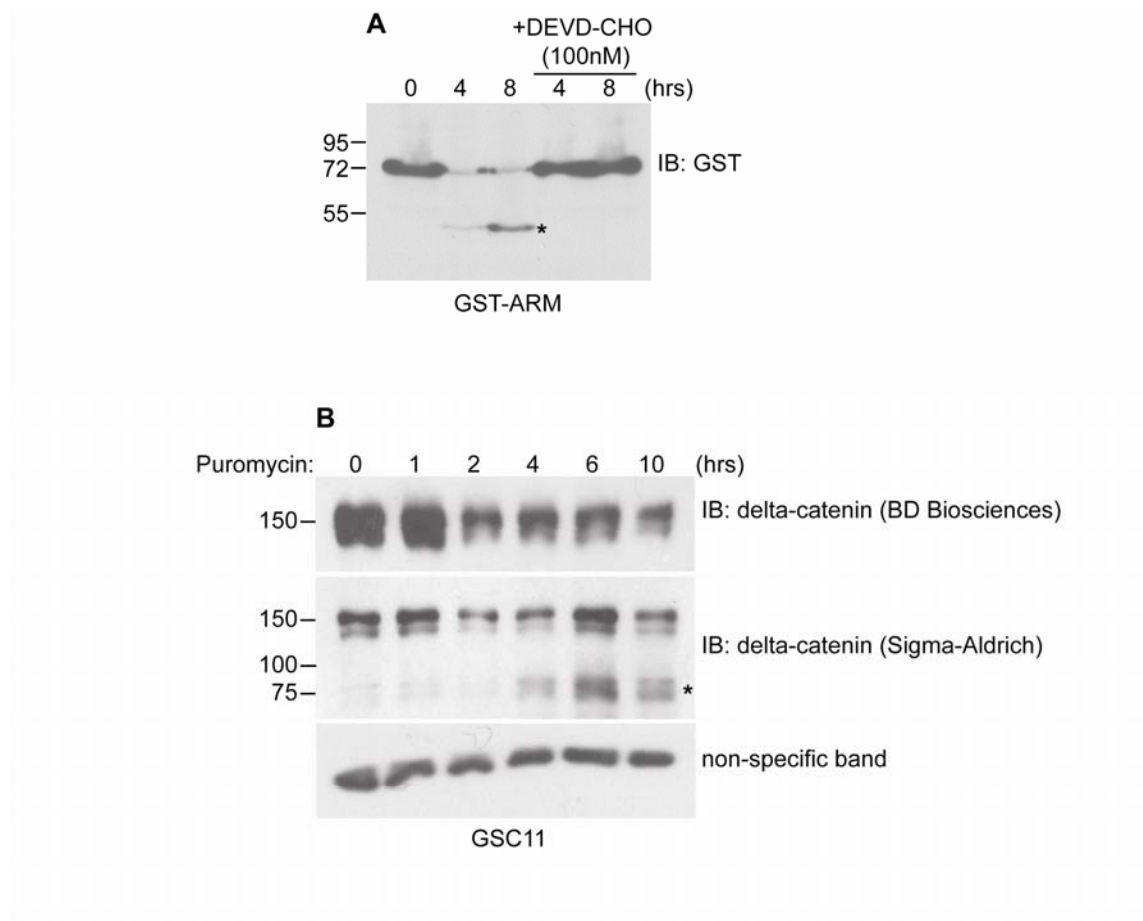 A
+DEVD-CHO
(100nM)
0 4 8 4 8 (hrs)
95
72
55
IB: GST
*
GST-ARM
B
Puromycin: 0 1 2 4 6 10 (hrs)
150
IB: delta-catenin (BD Biosciences)
150
100
75
IB: delta-catenin (Sigma-Aldrich)
*
non-specific band
GSC11